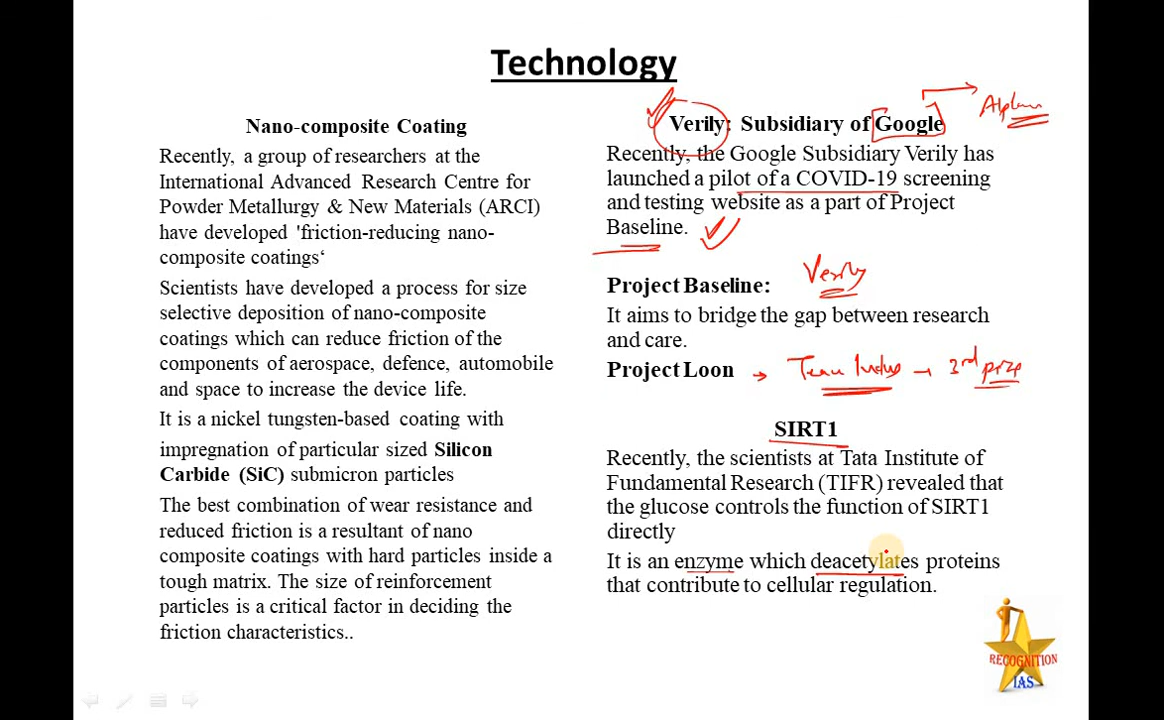 Technology
Nano-composite Coating
Recently, a group of researchers at the
International Advanced Research Centre for
Powder Metallurgy & New Materials (ARCI)
have developed 'friction-reducing nano-
composite coatings‘
Scientists have developed a process for size
selective deposition of nano-composite
coatings which can reduce friction of the
components of aerospace, defence, automobile
and space to increase the device life.
It is a nickel tungsten-based coating with
impregnation of particular sized Silicon
Carbide (SiC) submicron particles
The best combination of wear resistance and
reduced friction is a resultant of nano
composite coatings with hard particles inside a
tough matrix. The size of reinforcement
particles is a critical factor in deciding the
friction characteristics..
Verily: Subsidiary of Google
Recently, the Google Subsidiary Verily has
launched a pilot of a COVID-19 screening
and testing website as a part of Project
Baseline.
Project Baseline:
Verily
It aims to bridge the gap between research
and care.
Project Loon → Team Indus → 3rd prize
SIRT1
Recently, the scientists at Tata Institute of
Fundamental Research (TIFR) revealed that
the glucose controls the function of SIRT1
directly
It is an enzyme which deacetylates proteins
that contribute to cellular regulation.
RECOGNITION
IAS